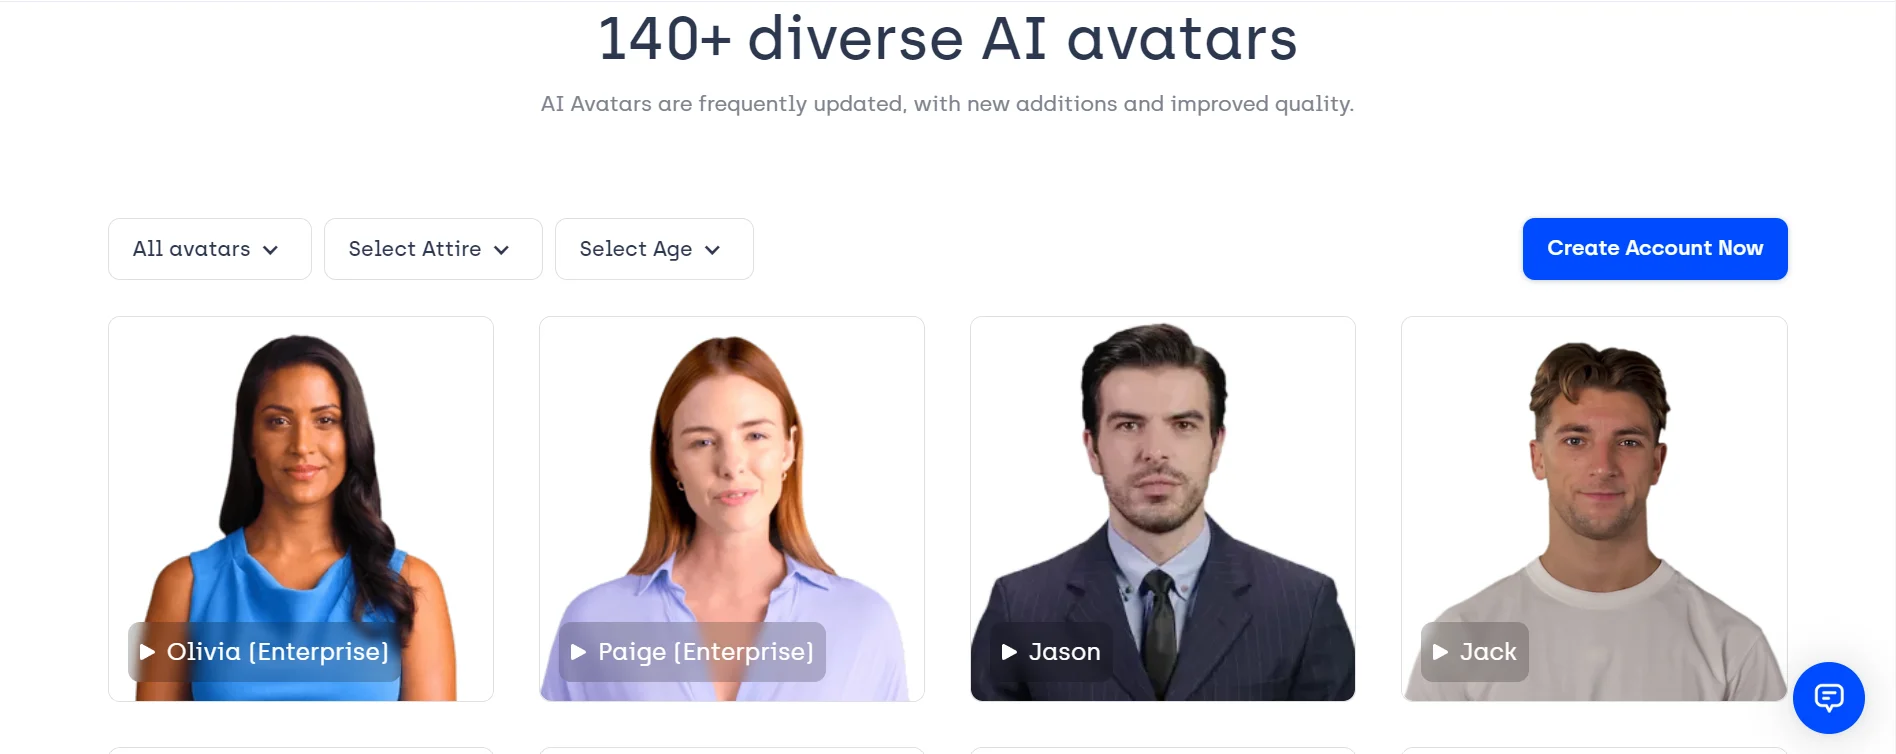 140+ diverse AI avatars
AI Avatars are frequently updated, with new additions and improved quality.
All avatars
Select Attire
Select Age
Create Account Now
Olivia (Enterprise)
Paige (Enterprise)
Jason
Jack